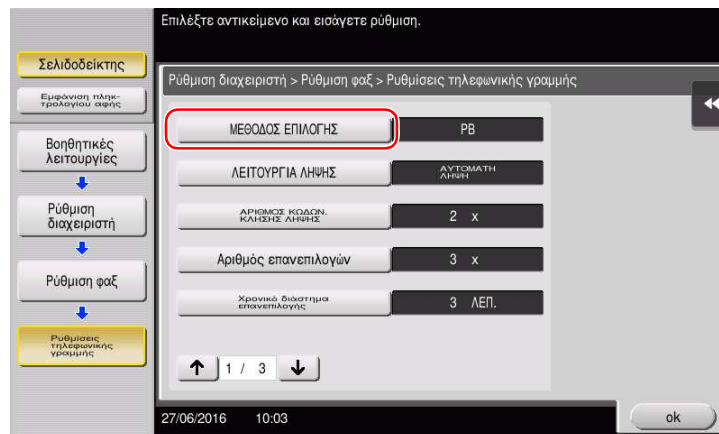 Επιλέξτε αντικείμενο και εισάγετε ρύθμιση.
Σελιδοδείκτης
Εμφάνιση πληκ-
τρολογίου αφής
Βοηθητικές
λειτουργίες
Ρύθμιση
διαχειριστή
Ρύθμιση φαξ
Ρυθμίσεις
τηλεφωνικής
γραμμής
Ρύθμιση διαχειριστή > Ρύθμιση φαξ > Ρυθμίσεις τηλεφωνικής γραμμής
ΜΕΘΟΔΟΣ ΕΠΙΛΟΓΗΣ
PB
ΛΕΙΤΟΥΡΓΙΑ ΛΗΨΗΣ
ΑΥΤΟΜΑΤΗ
ΛΗΨΗ
ΑΡΙΘΜΟΣ ΚΩΔΩΝ.
ΚΛΗΣΗΣ ΛΗΨΗΣ
2 x
Αριθμός επανεπιλογών
3 x
Χρονικό διάστημα
επανεπιλογής
3 ΛΕΠ.
1 / 3
27/06/2016 10:03
ok